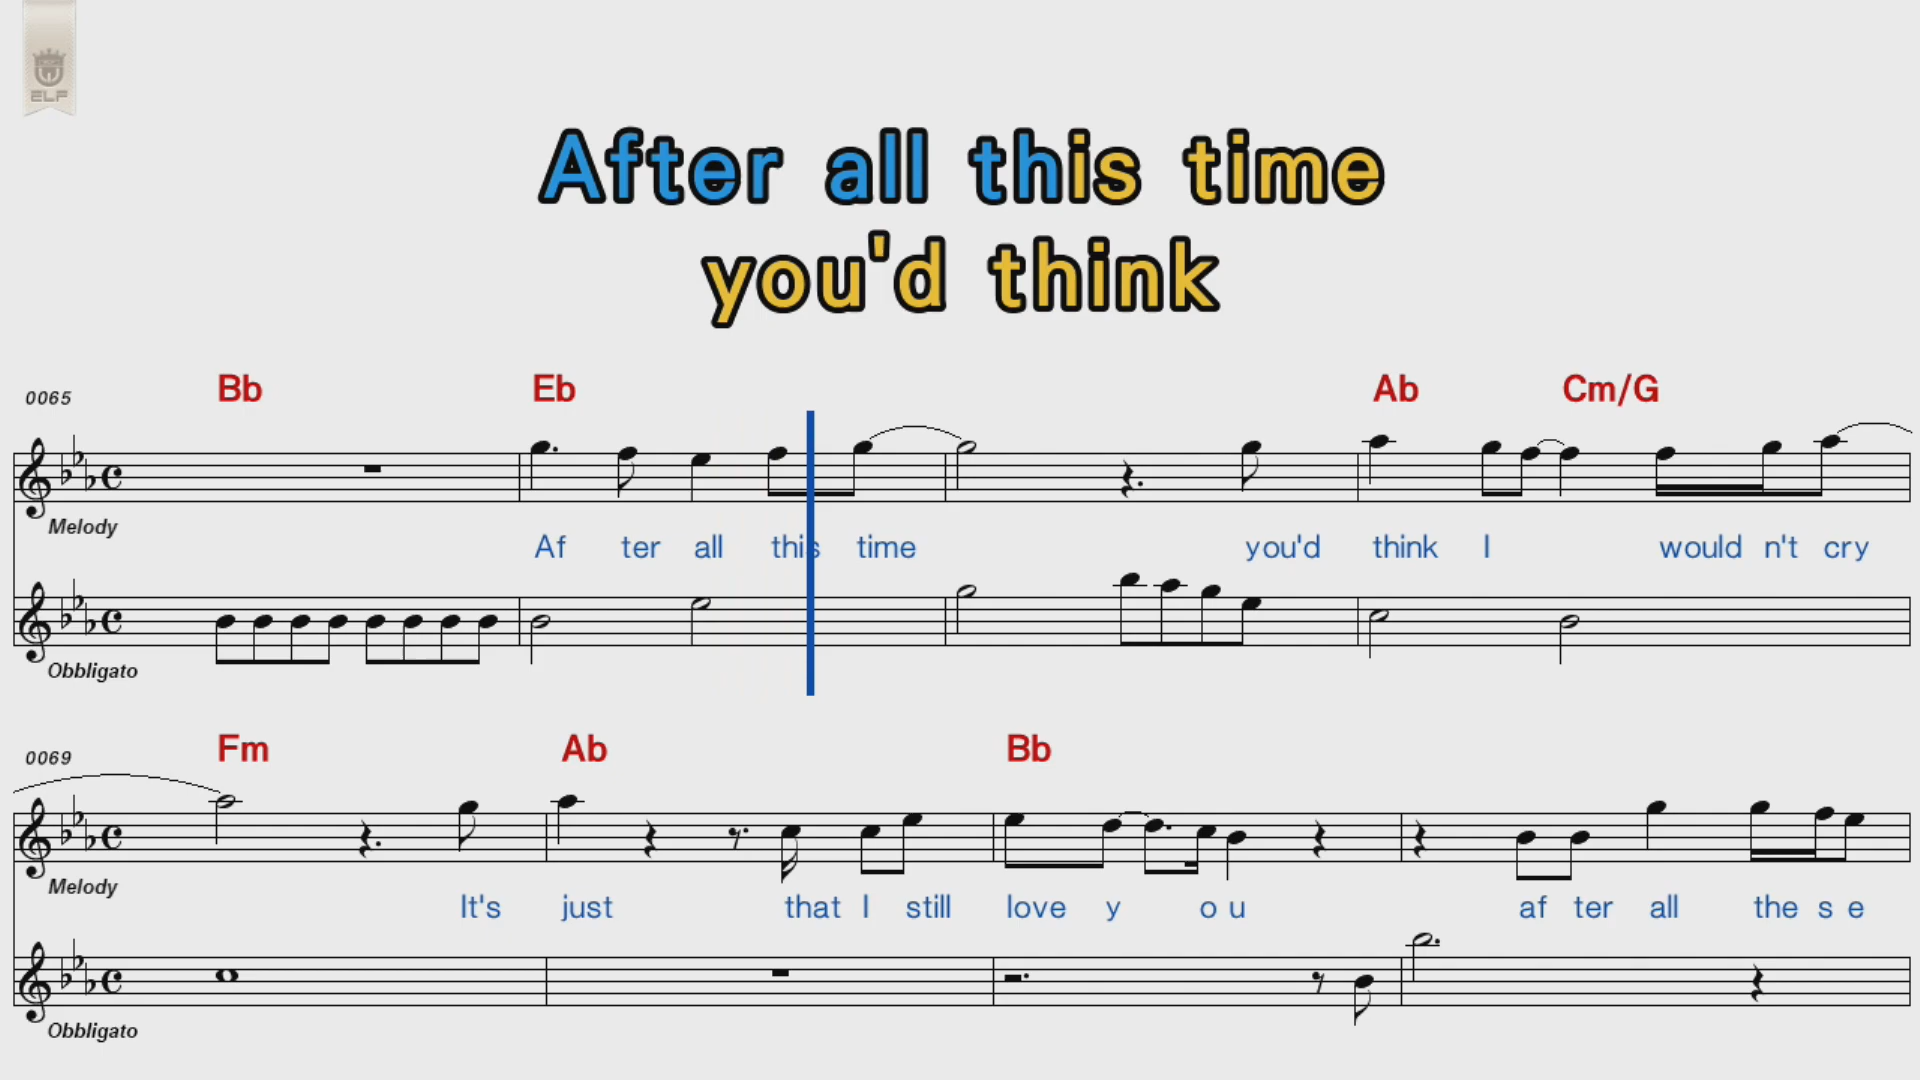 ELF
After all this time
you'd think
0065 Bb Eb Ab Cm/G
Melody
Af ter all this time you'd think I would n't cry
Obbligato
0069 Fm Ab Bb
Melody
It's just that I still love y o u af ter all the s e
Obbligato